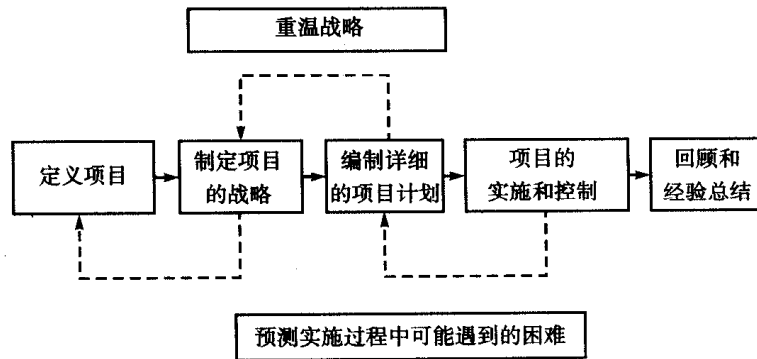 重温战略
定义项目
制定项目
的战略
编制详细
的项目计划
项目的
实施和控制
回顾和
经验总结
预测实施过程中可能遇到的困难